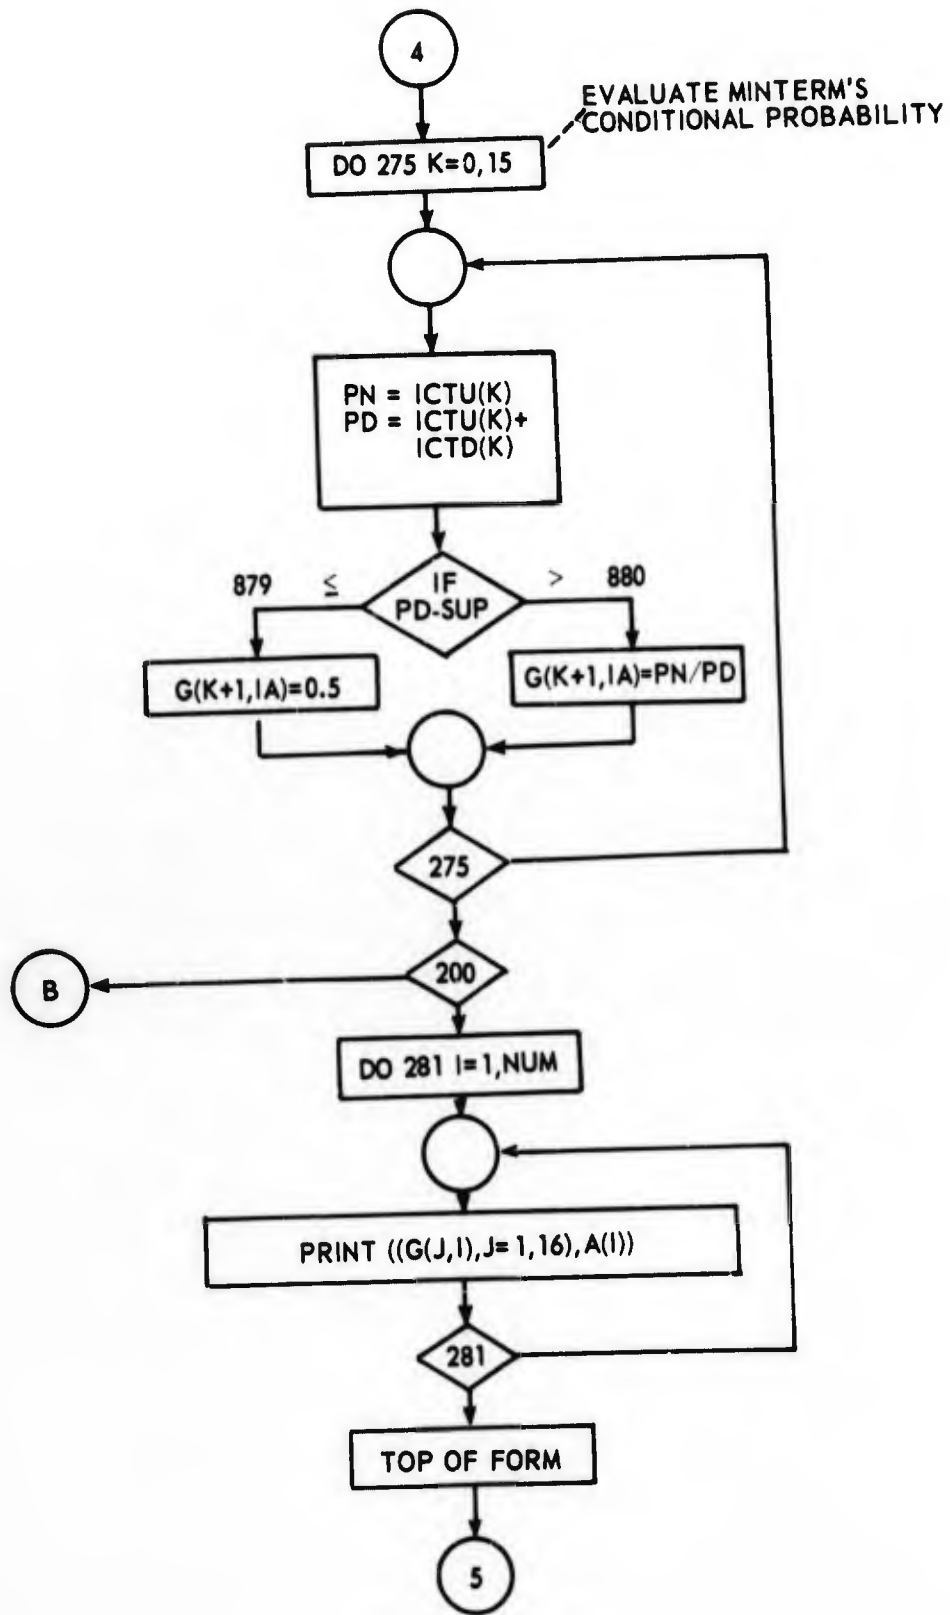 4
EVALUATE MINTERM'S
CONDITIONAL PROBABILITY
DO 275 K=0,15
PN = ICTU(K)
PD = ICTU(K)+
ICTD(K)
879 ≤
IF
PD-SUP
> 880
G(K+1,IA)=0.5
G(K+1,IA)=PN/PD
275
200
B
DO 281 I=1,NUM
PRINT ((G(J,I),J=1,16),A(I))
281
TOP OF FORM
5